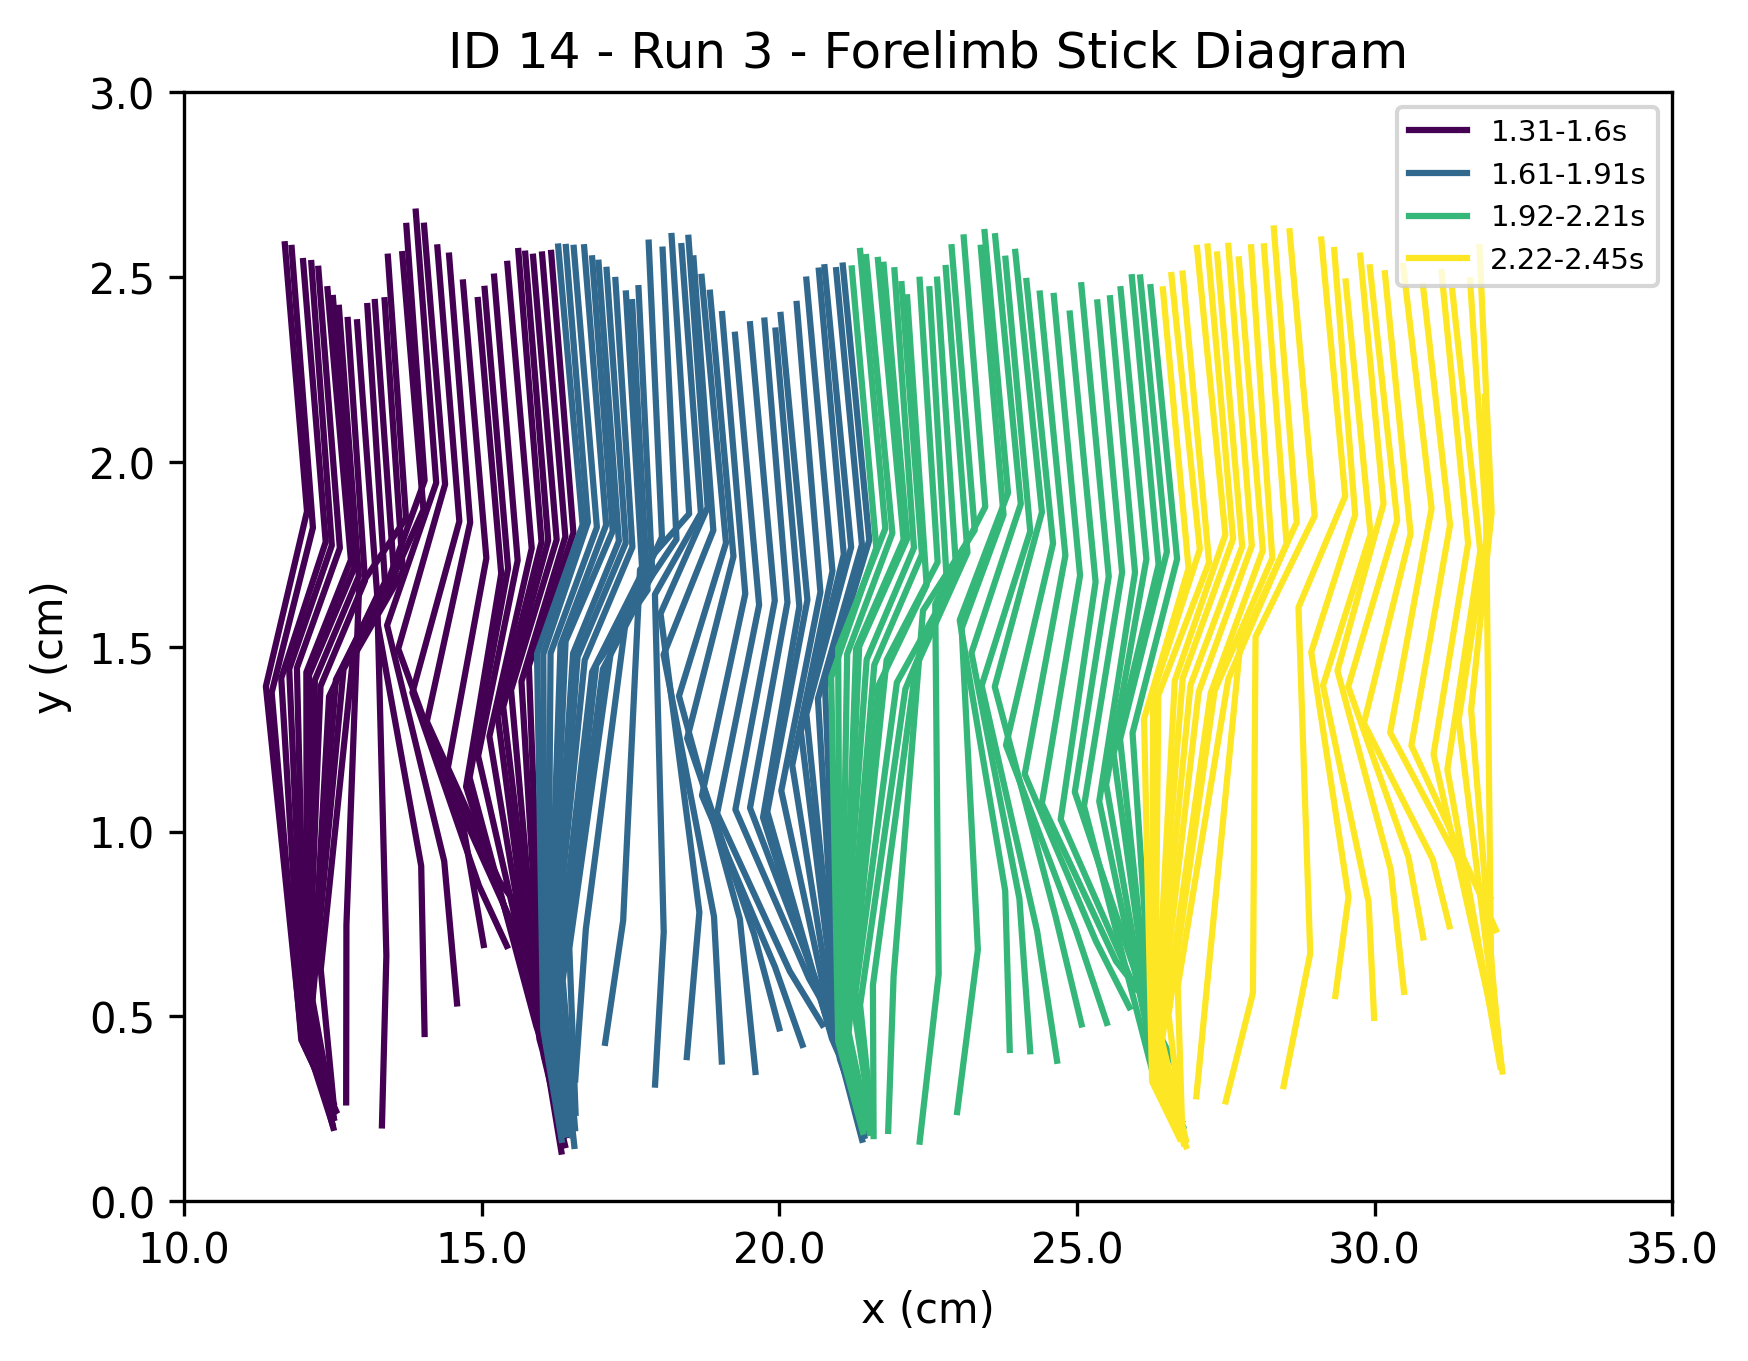 ID 14 - Run 3 - Forelimb Stick Diagram
3.0
2.5
2.0
1.5
1.0
0.5
0.0
y (cm)
1.31-1.6s
1.61-1.91s
1.92-2.21s
2.22-2.45s
10.0 15.0 20.0 25.0 30.0 35.0
x (cm)